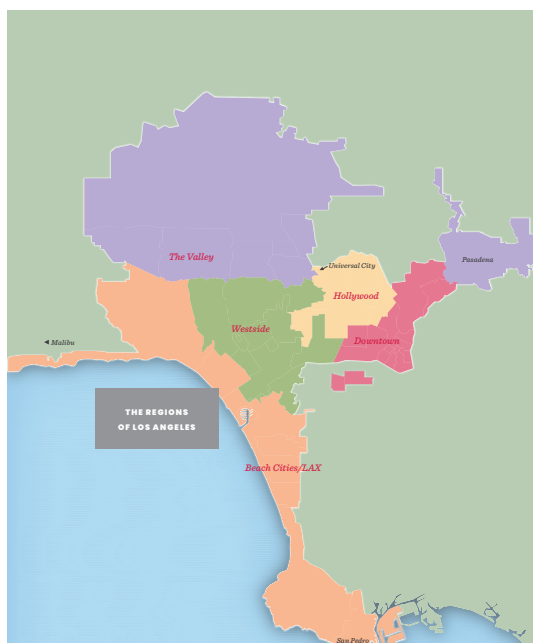 The Valley
Pasadena
Universal City
Hollywood
Westside
Downtown
Malibu
THE REGIONS
OF LOS ANGELES
Beach Cities/LAX
San Pedro